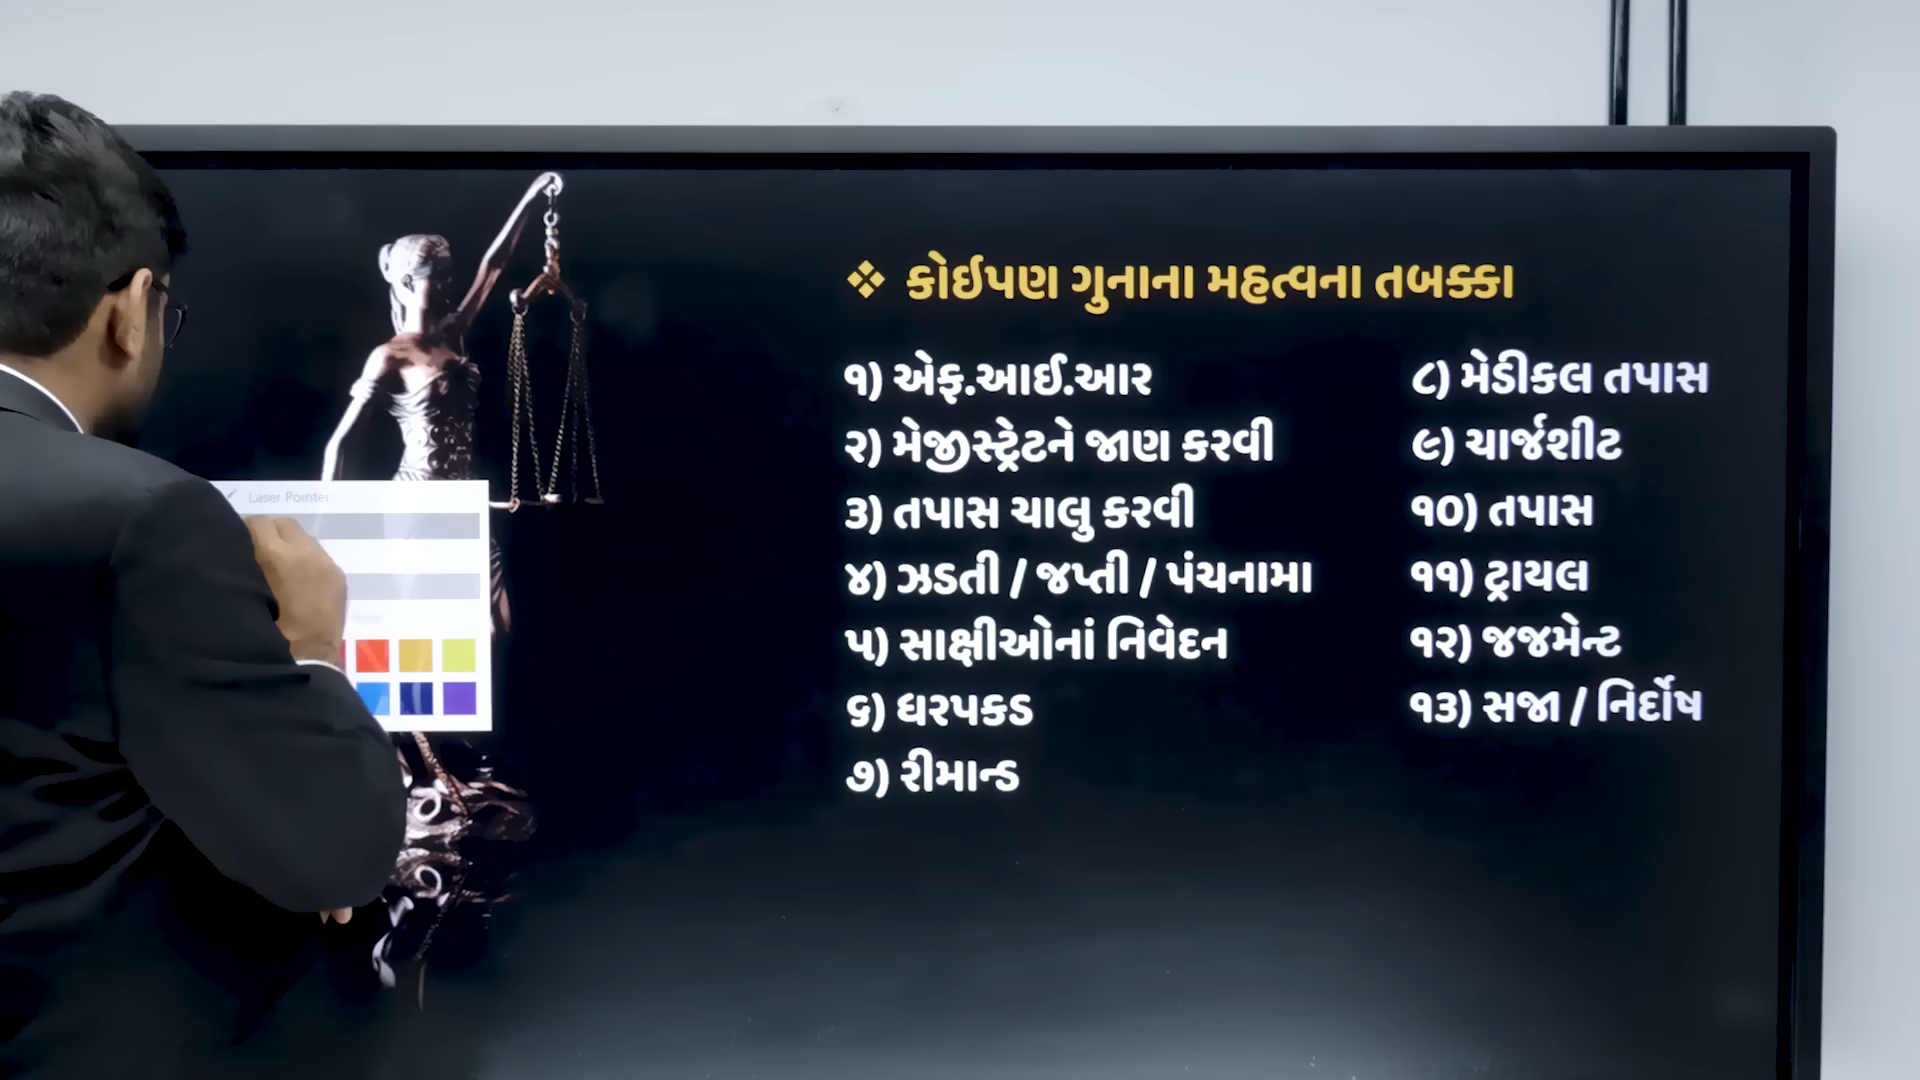 ❖ કોઈપણ ગુનાના મહત્વના તબક્કા
૧) એફ.આઈ.આર
૨) મેજીસ્ટ્રેટને જાણ કરવી
૩) તપાસ ચાલુ કરવી
૪) ઝડતી / જપ્તી / પંચનામા
૫) સાક્ષીઓનાં નિવેદન
૬) ધરપકડ
૭) રીમાન્ડ
૮) મેડીકલ તપાસ
૯) ચાર્જશીટ
૧૦) તપાસ
૧૧) ટ્રાયલ
૧૨) જજમેન્ટ
૧૩) સજા / નિર્દોષ
Laser Pointer